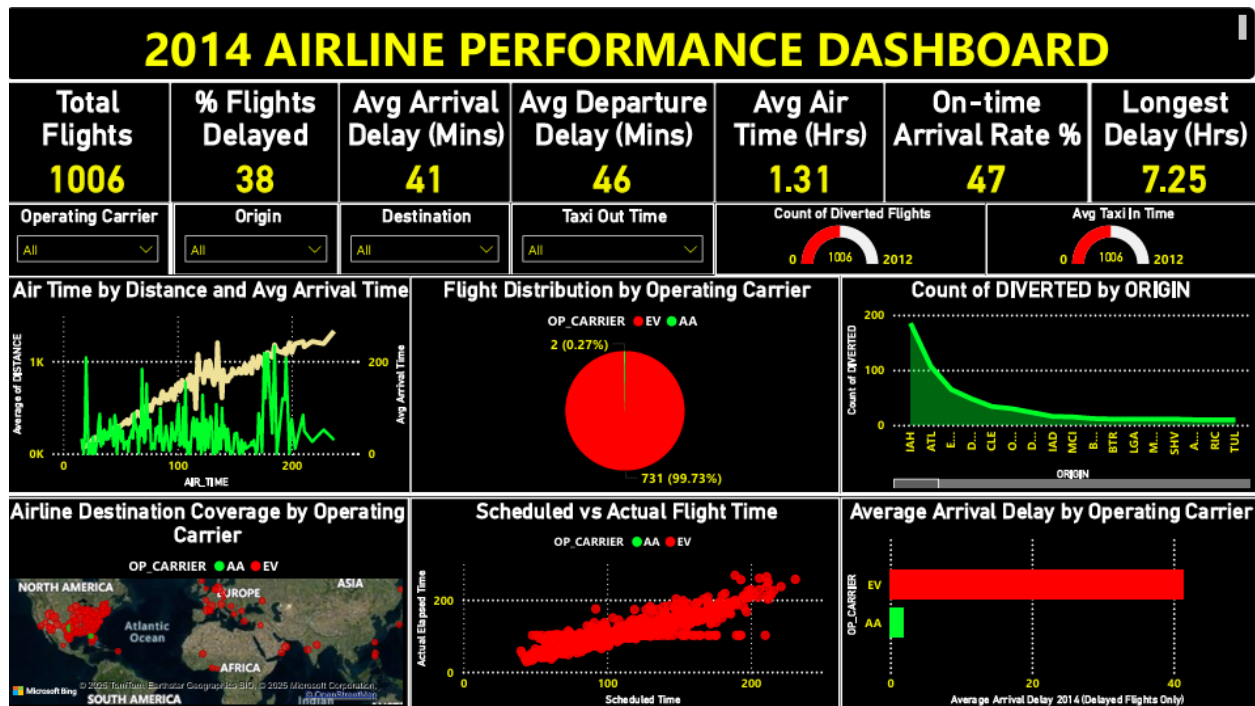 2014 AIRLINE PERFORMANCE DASHBOARD
Total
Flights
1006
% Flights
Delayed
38
Avg Arrival
Delay (Mins)
41
Avg Departure
Delay (Mins)
46
Avg Air
Time (Hrs)
1.31
On-time
Arrival Rate %
47
Longest
Delay (Hrs)
7.25
Operating Carrier
All
Origin
All
Destination
All
Taxi Out Time
All
Count of Diverted Flights
0
1006
2012
Avg Taxi In Time
0
1006
2012
Air Time by Distance and Avg Arrival Time
Average of DISTANCE
1K
0K
200
0
Avg Arrival Time
0
100
200
AIR_TIME
Flight Distribution by Operating Carrier
OP_CARRIER EV AA
2 (0.27%)
731 (99.73%)
Count of DIVERTED by ORIGIN
Count of DIVERTED
200
100
0
IAH
ATL
E...
D...
CLE
O...
D...
IAD
MCI
B...
BTR
LGA
M...
SHV
A...
RIC
TUL
ORIGIN
Airline Destination Coverage by Operating
Carrier
OP_CARRIER AA EV
NORTH AMERICA
EUROPE
ASIA
Atlantic
Ocean
AFRICA
SOUTH AMERICA
Indian
Microsoft Bing
© 2025 TomTom, Earthstar Geographics SIO, © 2025 Microsoft Corporation,
© OpenStreetMap
Scheduled vs Actual Flight Time
OP_CARRIER AA EV
Actual Elapsed Time
200
0
0
100
200
Scheduled Time
Average Arrival Delay by Operating Carrier
OP_CARRIER
EV
AA
0
20
40
Average Arrival Delay 2014 (Delayed Flights Only)